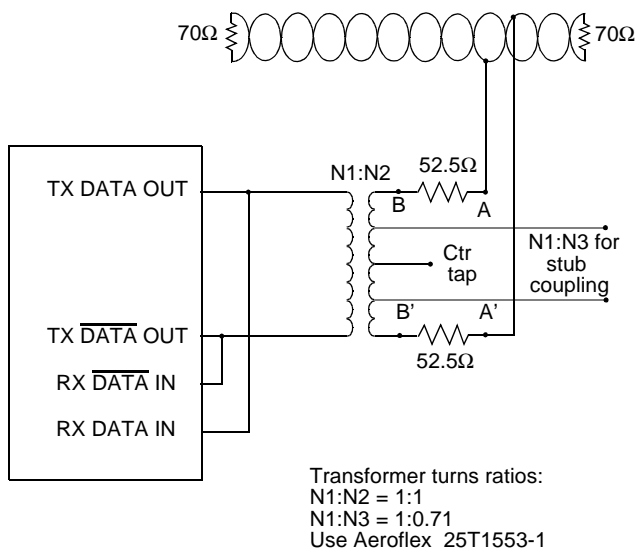 70Ω
70Ω
TX DATA OUT
N1:N2
52.5Ω
B
A
Ctr
tap
N1:N3 for
stub
coupling
TX DATA OUT
B'
A'
52.5Ω
RX DATA IN
RX DATA IN
Transformer turns ratios:
N1:N2 = 1:1
N1:N3 = 1:0.71
Use Aeroflex 25T1553-1